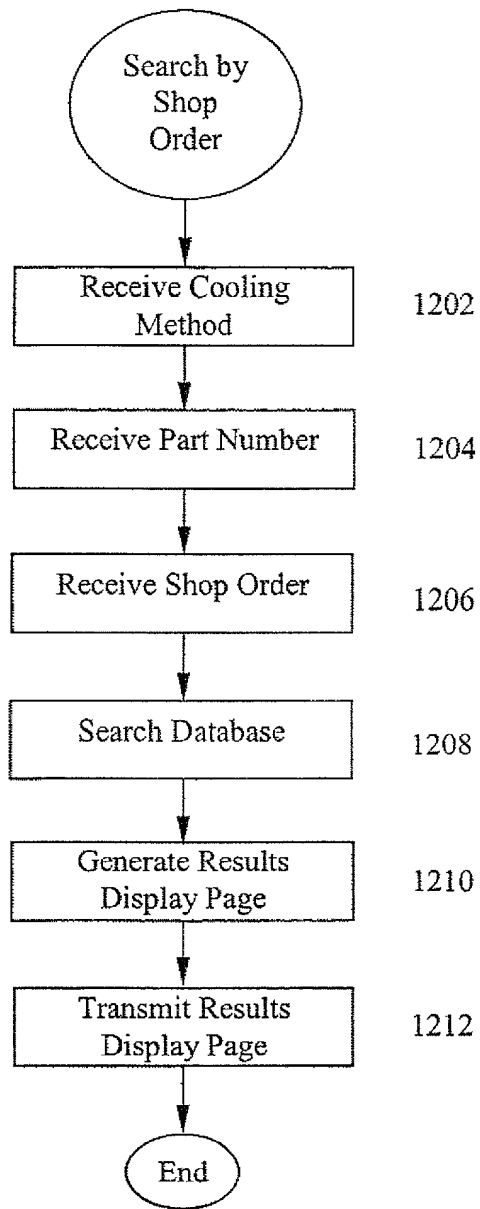 Search by
Shop
Order
Receive Cooling
Method
1202
Receive Part Number
1204
Receive Shop Order
1206
Search Database
1208
Generate Results
Display Page
1210
Transmit Results
Display Page
1212
End